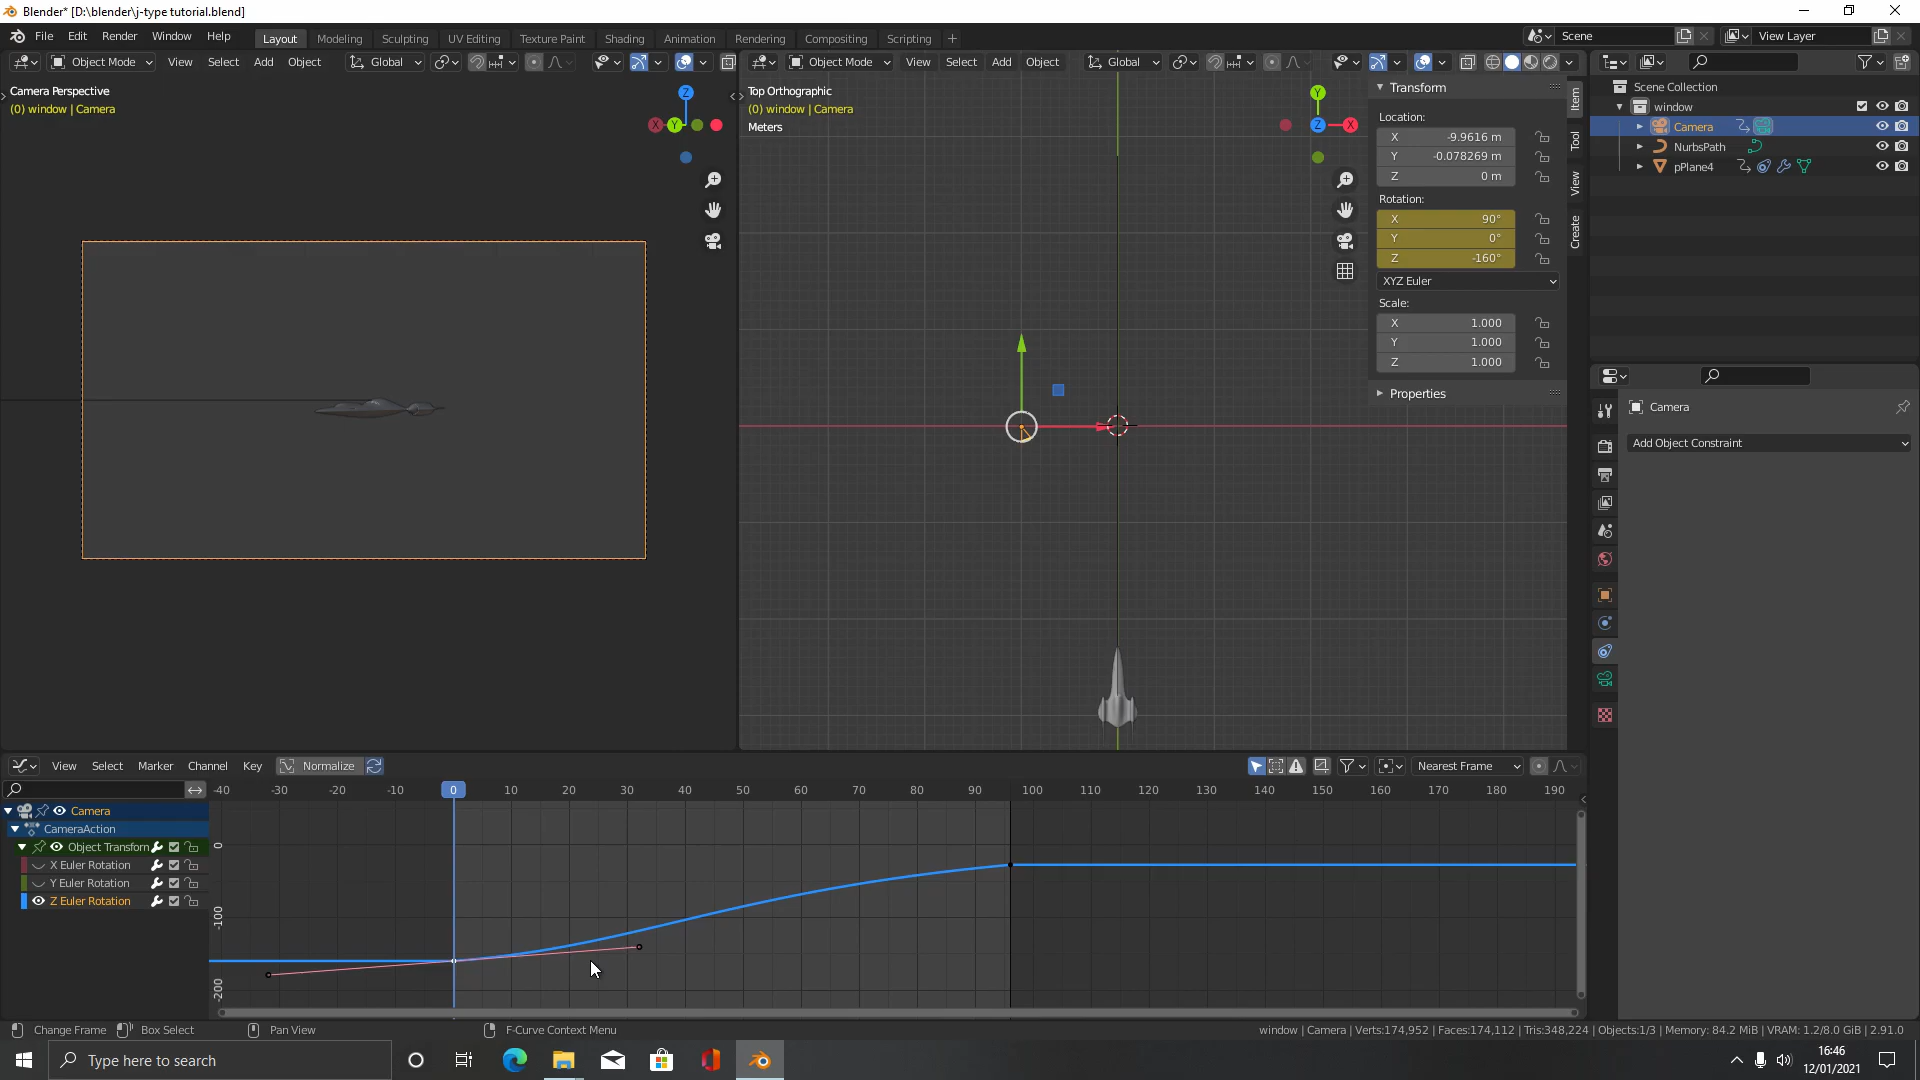 Blender* [D:\blender\j-type tutorial.blend]
File Edit Render Window Help Layout Modeling Sculpting UV Editing Texture Paint Shading Animation Rendering Compositing Scripting + Scene View Layer
Object Mode View Select Add Object Global Object Mode View Select Add Object Global
Camera Perspective
(0) window | Camera
Z
X Y
Top Orthographic
(0) window | Camera
Meters
Y
Z X
Transform
Location:
X -9.9616 m
Y -0.078269 m
Z 0 m
Rotation:
X 90°
Y 0°
Z -160°
XYZ Euler
Scale:
X 1.000
Y 1.000
Z 1.000
Properties
Item
Tool
View
Create
Scene Collection
window
Camera
NurbsPath
pPlane4
Camera
Add Object Constraint
View Select Marker Channel Key Normalize Nearest Frame
-40 -30 -20 -10 0 10 20 30 40 50 60 70 80 90 100 110 120 130 140 150 160 170 180 190
Camera
CameraAction
Object Transform
X Euler Rotation
Y Euler Rotation
Z Euler Rotation
0
-100
-200
Change Frame Box Select Pan View F-Curve Context Menu window | Camera | Verts:174,952 | Faces:174,112 | Tris:348,224 | Objects:1/3 | Memory: 84.2 MiB | VRAM: 1.2/8.0 GiB | 2.91.0
Type here to search
16:46
12/01/2021